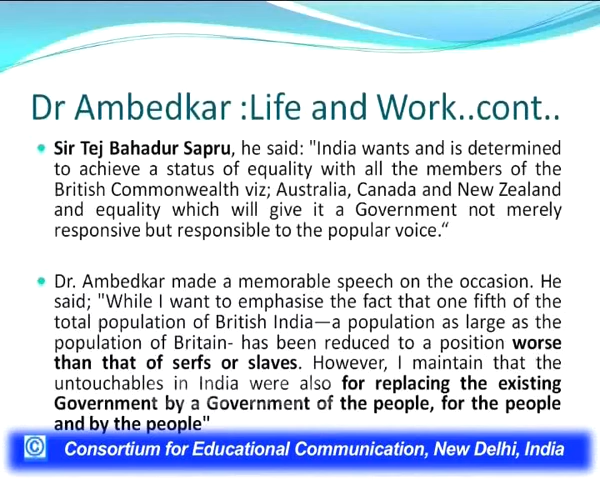 Dr Ambedkar :Life and Work..cont..
• Sir Tej Bahadur Sapru, he said: "India wants and is determined
to achieve a status of equality with all the members of the
British Commonwealth viz; Australia, Canada and New Zealand
and equality which will give it a Government not merely
responsive but responsible to the popular voice.“
• Dr. Ambedkar made a memorable speech on the occasion. He
said; "While I want to emphasise the fact that one fifth of the
total population of British India—a population as large as the
population of Britain- has been reduced to a position worse
than that of serfs or slaves. However, I maintain that the
untouchables in India were also for replacing the existing
Government by a Government of the people, for the people
and by the people"
© Consortium for Educational Communication, New Delhi, India